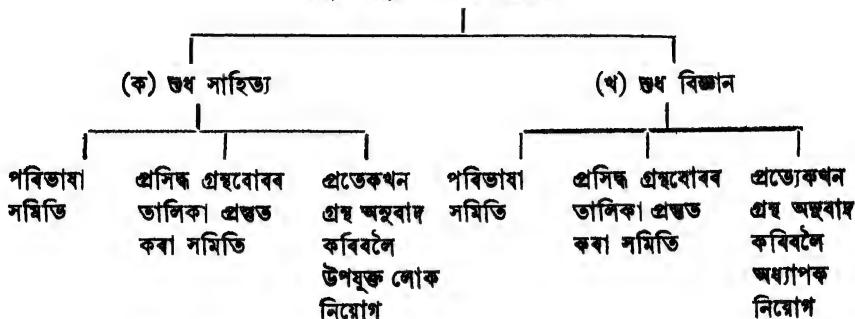 (ক) শুধ সাহিত্য
(খ) শুধ বিজ্ঞান
পৰিভাষা
সমিতি
প্ৰসিদ্ধ গ্ৰন্থবোৰৰ
তালিকা প্ৰস্তুত
কৰা সমিতি
প্ৰতেকখন
গ্ৰন্থ অনুবাদ
কৰিবলৈ
উপযুক্ত লোক
নিয়োগ
পৰিভাষা
সমিতি
প্ৰসিদ্ধ গ্ৰন্থবোৰৰ
তালিকা প্ৰস্তুত
কৰা সমিতি
প্ৰত্যেকখন
গ্ৰন্থ অনুবাদ
কৰিবলৈ
অধ্যাপক
নিয়োগ